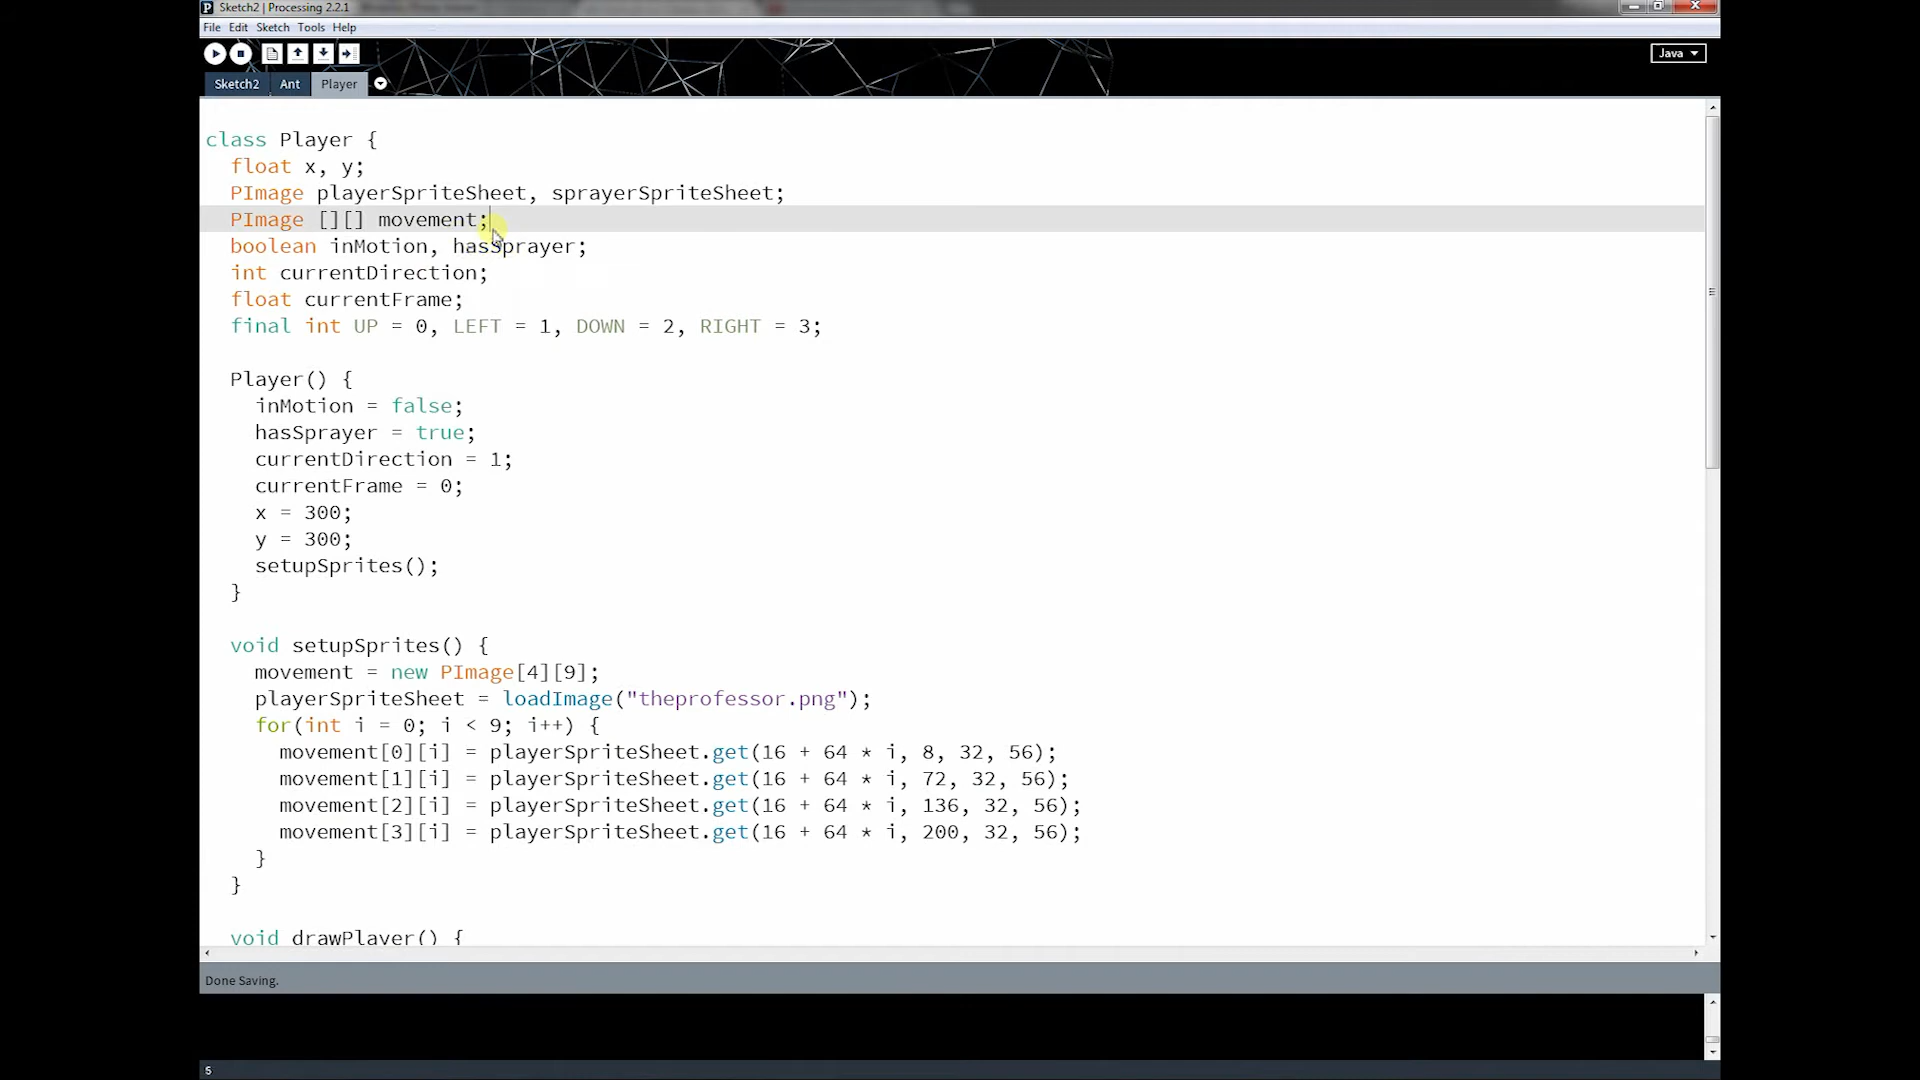 Sketch2 | Processing 2.2.1
File Edit Sketch Tools Help
Java
Sketch2 Ant Player
class Player {
float x, y;
PImage playerSpriteSheet, sprayerSpriteSheet;
PImage [][] movement;
boolean inMotion, hasSprayer;
int currentDirection;
float currentFrame;
final int UP = 0, LEFT = 1, DOWN = 2, RIGHT = 3;
Player() {
inMotion = false;
hasSprayer = true;
currentDirection = 1;
currentFrame = 0;
x = 300;
y = 300;
setupSprites();
}
void setupSprites() {
movement = new PImage[4][9];
playerSpriteSheet = loadImage("theprofessor.png");
for(int i = 0; i < 9; i++) {
movement[0][i] = playerSpriteSheet.get(16 + 64 * i, 8, 32, 56);
movement[1][i] = playerSpriteSheet.get(16 + 64 * i, 72, 32, 56);
movement[2][i] = playerSpriteSheet.get(16 + 64 * i, 136, 32, 56);
movement[3][i] = playerSpriteSheet.get(16 + 64 * i, 200, 32, 56);
}
}
void drawPlayer() {
Done Saving.
5